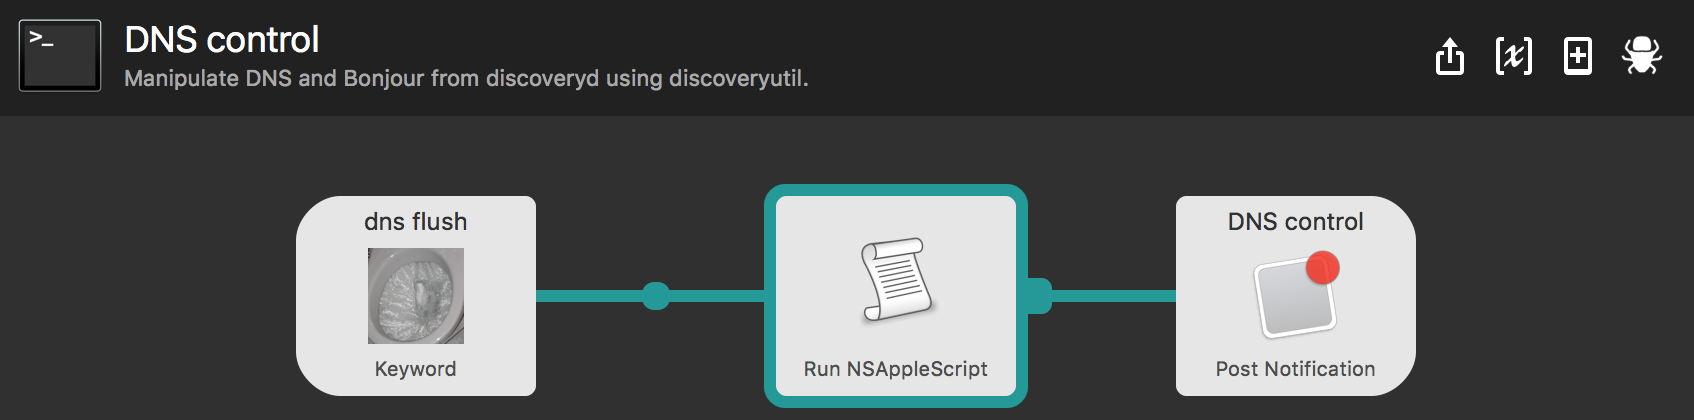 >_
DNS control
Manipulate DNS and Bonjour from discoveryd using discoveryutil.
[x]
dns flush
Keyword
Run NSAppleScript
DNS control
Post Notification